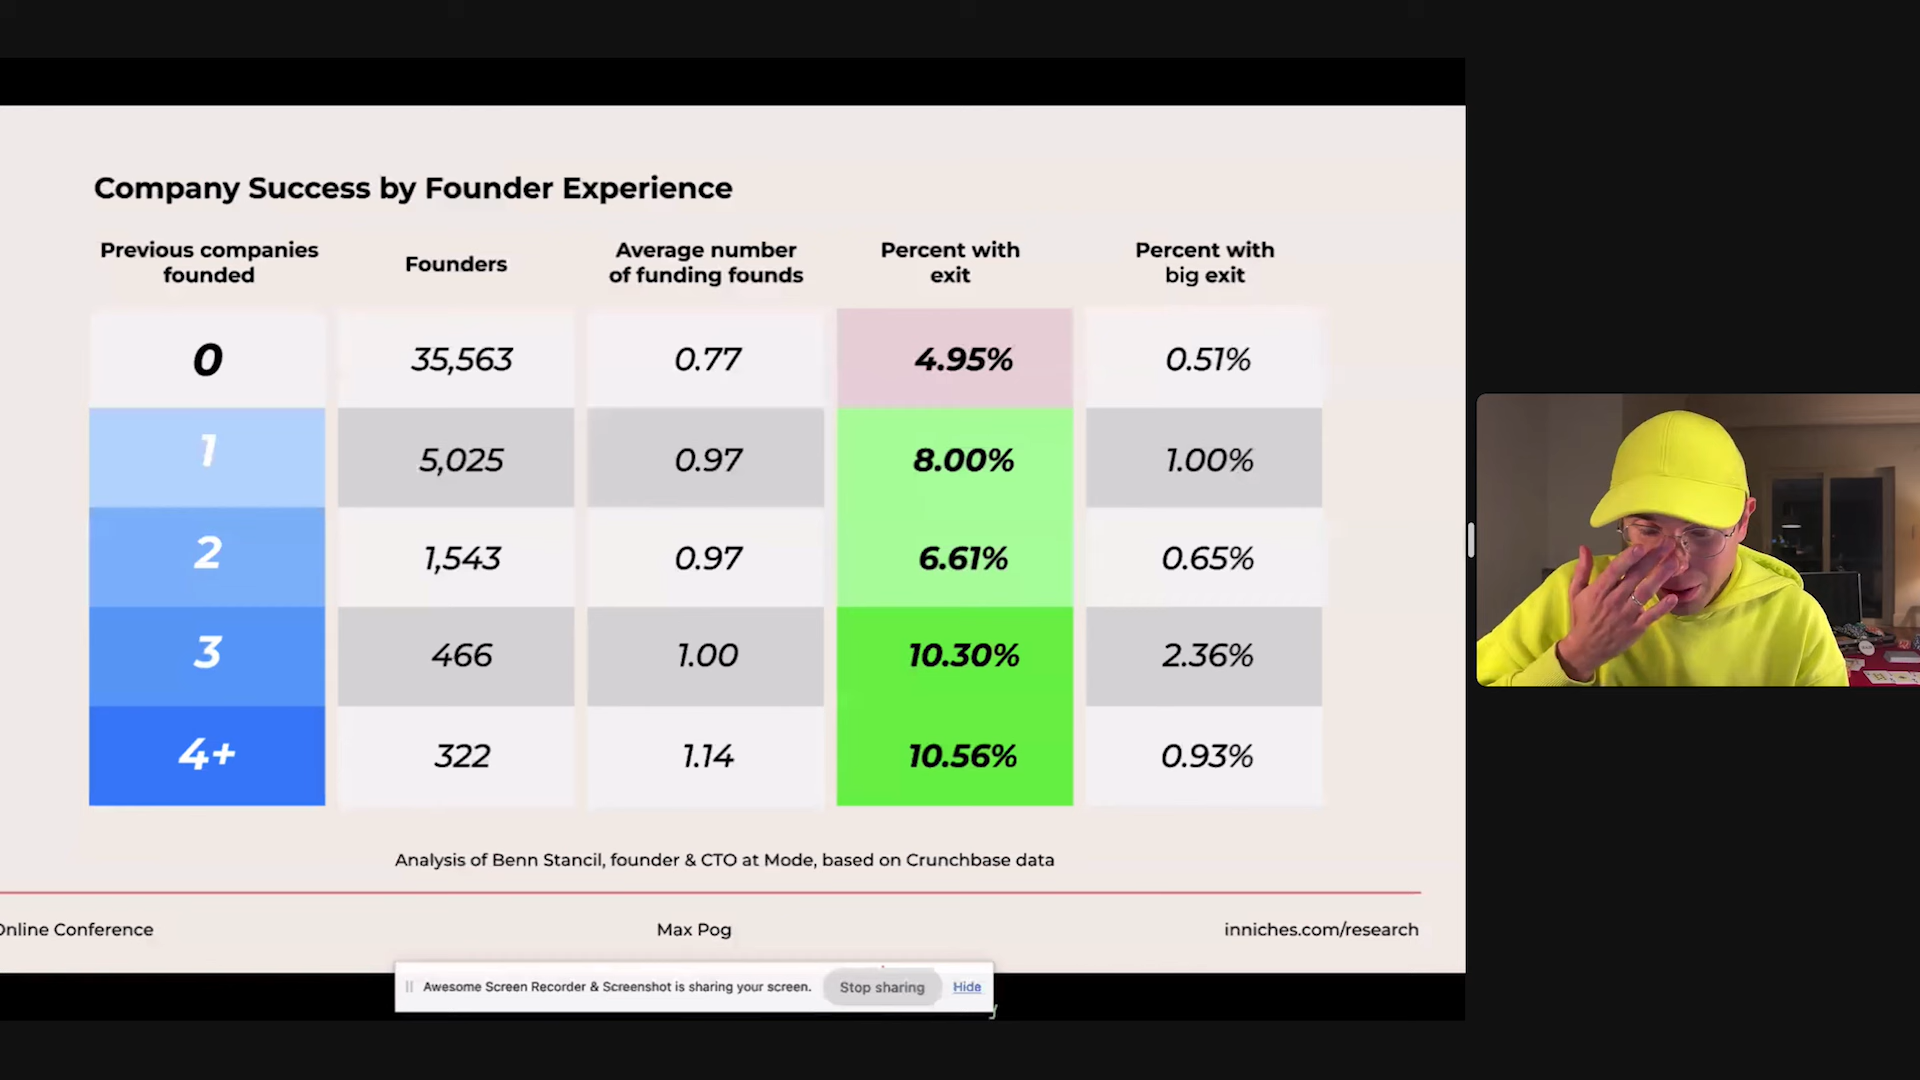 Company Success by Founder Experience
Previous companies
founded
Founders
Average number
of funding founds
Percent with
exit
Percent with
big exit
0
35,563
0.77
4.95%
0.51%
1
5,025
0.97
8.00%
1.00%
2
1,543
0.97
6.61%
0.65%
3
466
1.00
10.30%
2.36%
4+
322
1.14
10.56%
0.93%
Analysis of Benn Stancil, founder & CTO at Mode, based on Crunchbase data
Online Conference
Max Pog
inniches.com/research
Awesome Screen Recorder & Screenshot is sharing your screen.
Stop sharing
Hide
y